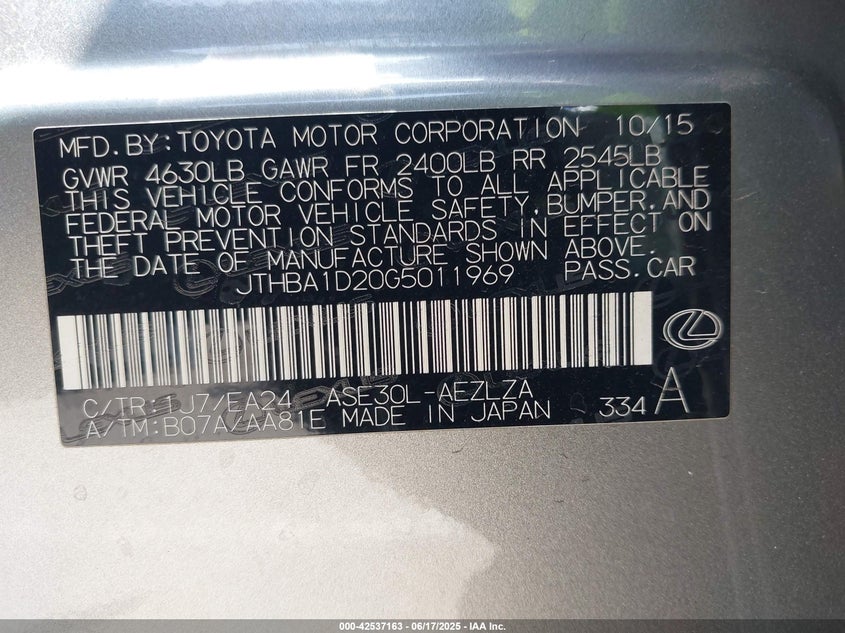 MFD.BY:TOYOTA MOTOR CORPORATION 10/15
GVWR 4630LB GAWR FR 2400LB RR 2545LB
THIS VEHICLE CONFORMS TO ALL APPLICABLE
FEDERAL MOTOR VEHICLE SAFETY,BUMPER,AND
THEFT PREVENTION STANDARDS IN EFFECT ON
THE DATE OF MANUFACTURE SHOWN ABOVE.
JTHBA1D20G5011969 PASS.CAR
C/TR:1J7/EA24 ASE30L-AEZLZA
A/TM:B07A/AA81E MADE IN JAPAN 334 A
000-42537163 - 06/17/2025 - IAA Inc.